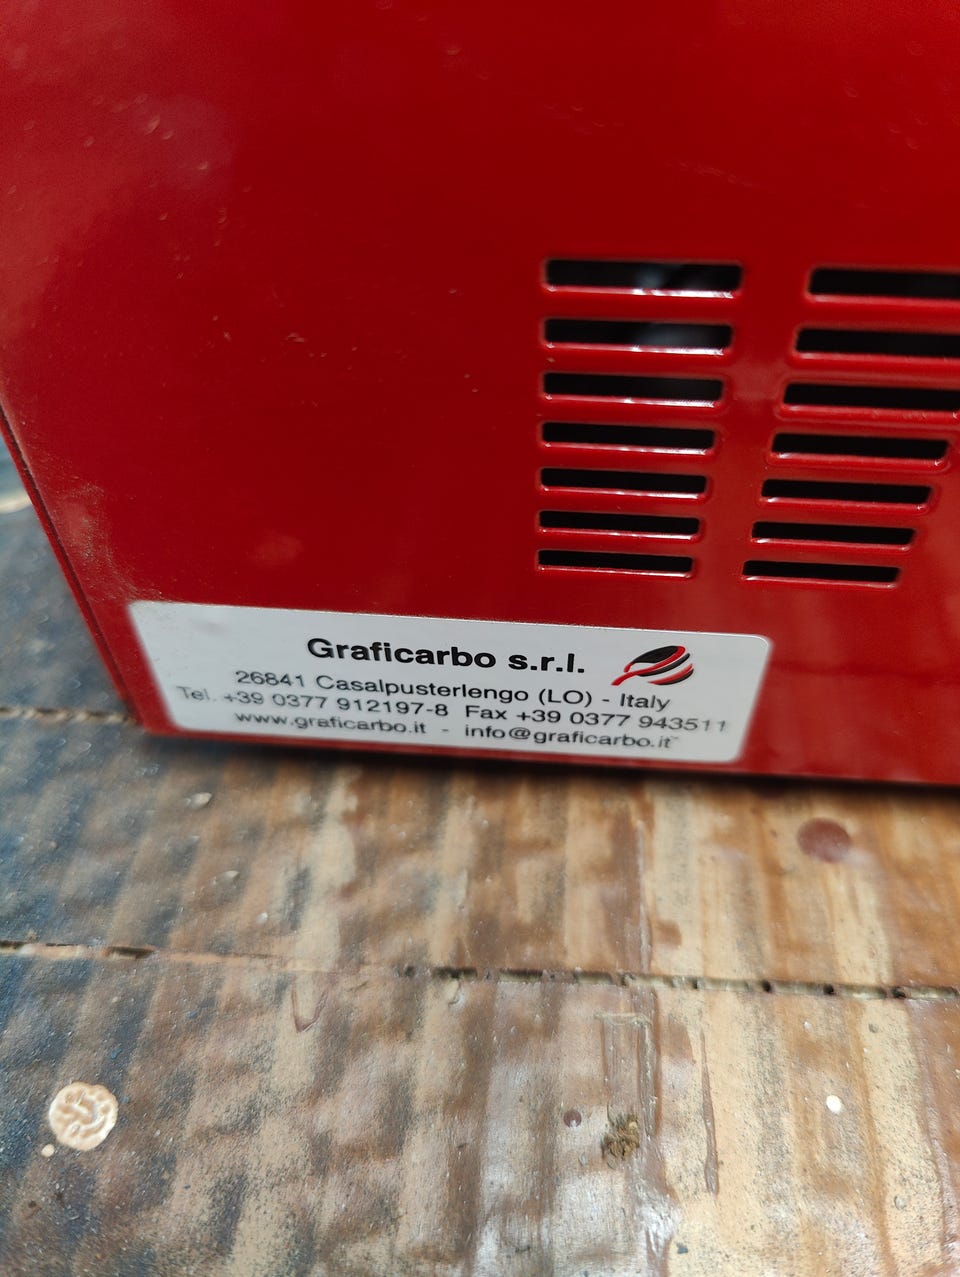 Graficarbo s.r.l.
26841 Casalpusterlengo (LO) - Italy
Tel. +39 0377 912197-8 Fax +39 0377 943511
www.graficarbo.it - info@graficarbo.it